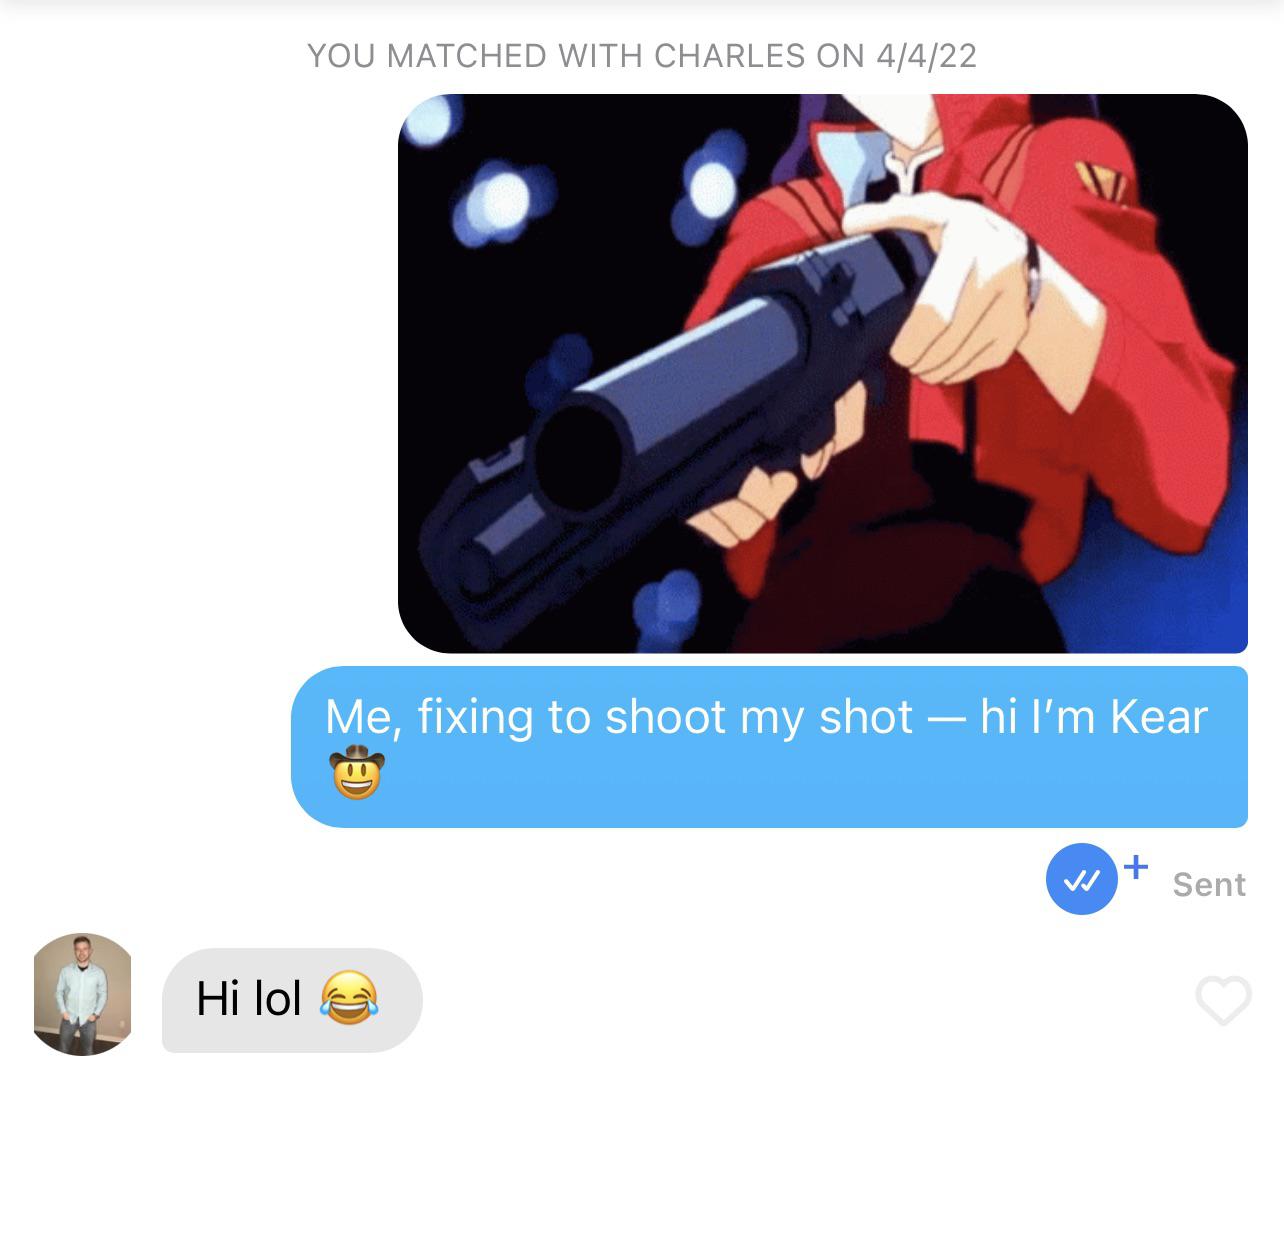 YOU MATCHED WITH CHARLES ON 4/4/22
Me, fixing to shoot my shot — hi I’m Kear
🤠
Sent
Hi lol 😂